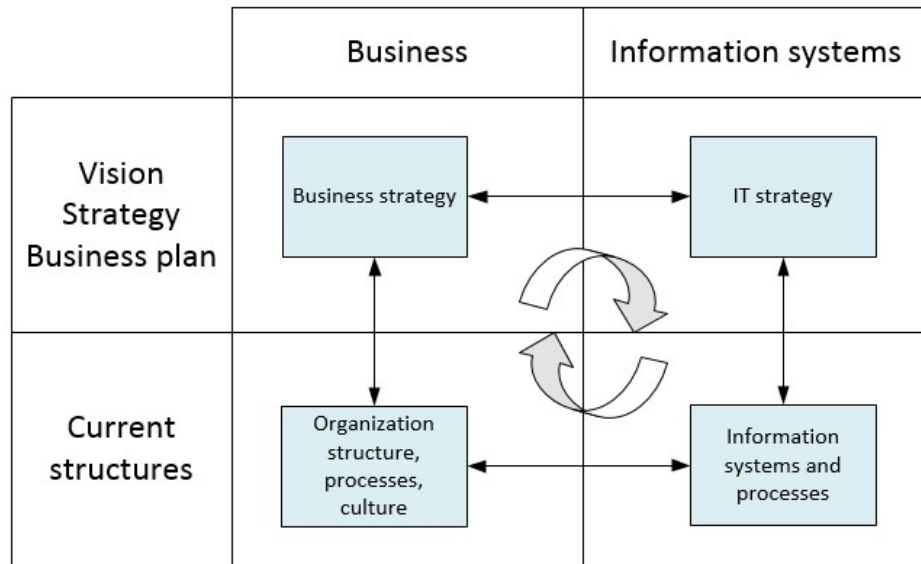 Business
Information systems
Vision
Strategy
Business plan
Business strategy
IT strategy
Current
structures
Organization
structure,
processes,
culture
Information
systems and
processes